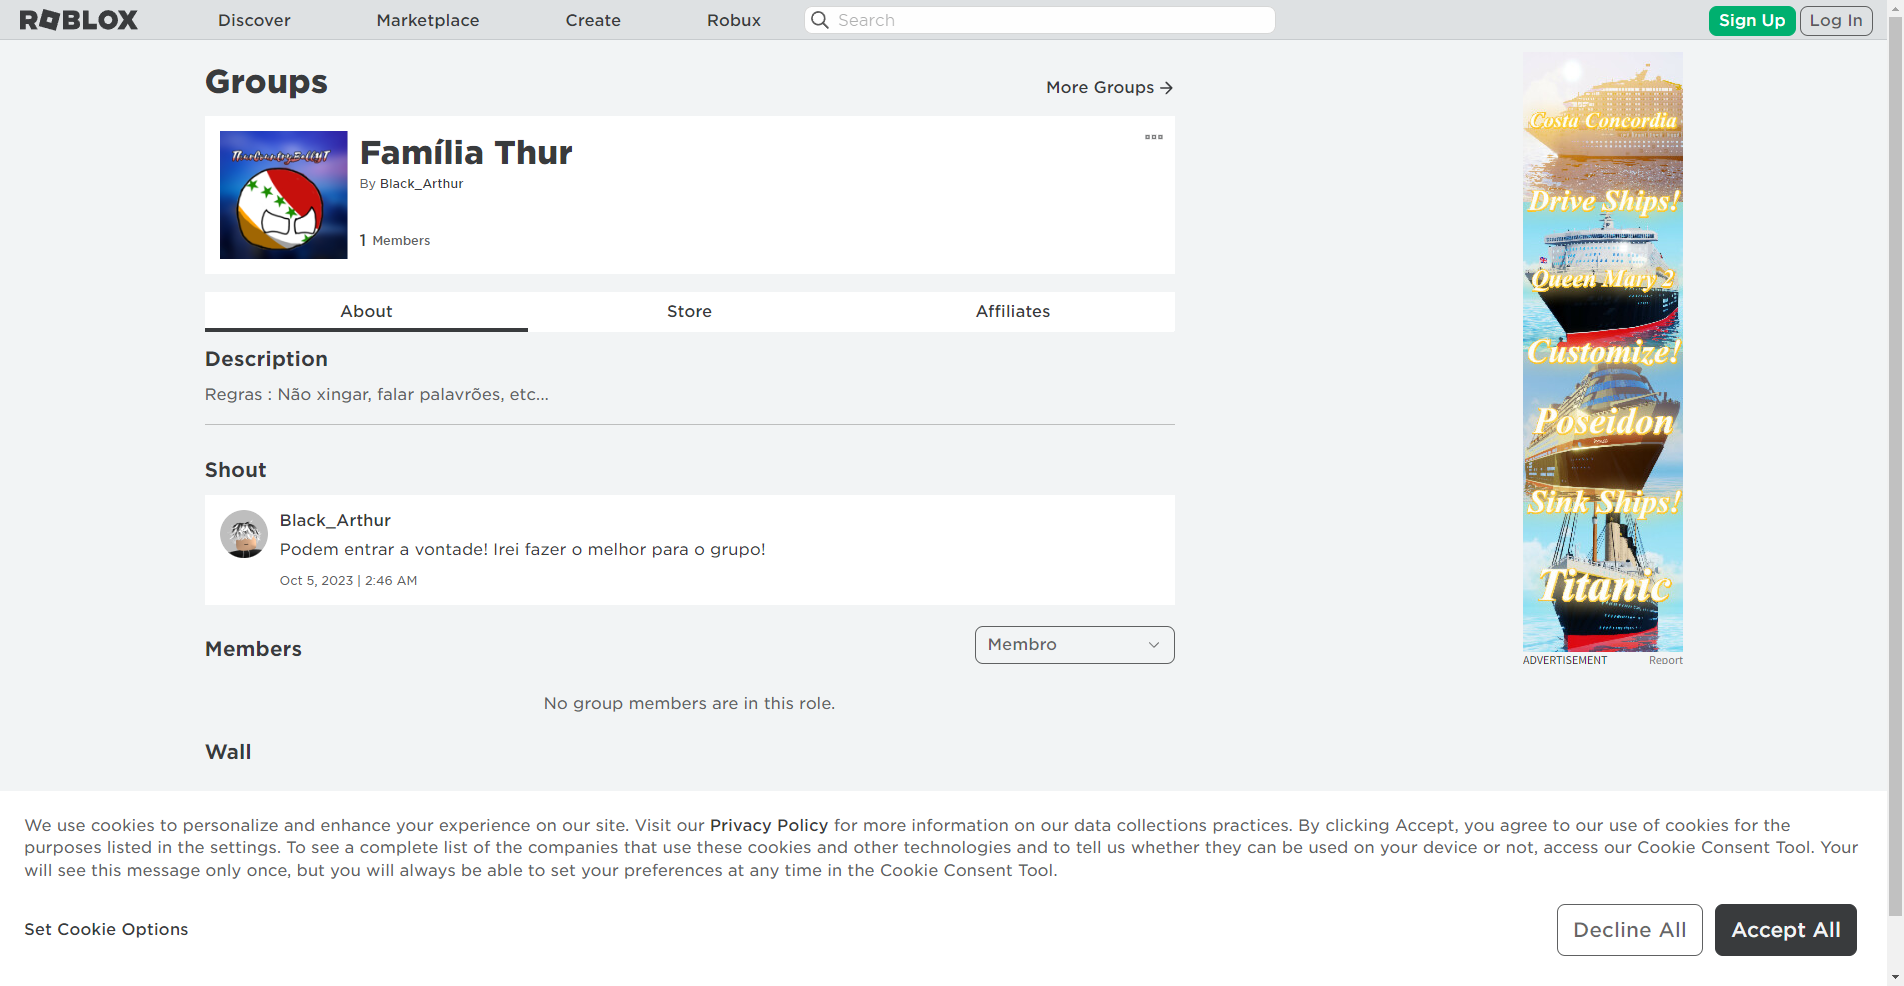 ROBLOX Discover Marketplace Create Robux Search Sign Up Log In
Groups
More Groups
ThurCountryBallYT
Família Thur
By Black_Arthur
1 Members
About Store Affiliates
Description
Regras : Não xingar, falar palavrões, etc...
Shout
Black_Arthur
Podem entrar a vontade! Irei fazer o melhor para o grupo!
Oct 5, 2023 | 2:46 AM
Members
Membro
No group members are in this role.
Wall
Costa Concordia
Drive Ships!
Queen Mary 2
Customize!
Poseidon
Sink Ships!
Titanic
ADVERTISEMENT Report
We use cookies to personalize and enhance your experience on our site. Visit our Privacy Policy for more information on our data collections practices. By clicking Accept, you agree to our use of cookies for the
purposes listed in the settings. To see a complete list of the companies that use these cookies and other technologies and to tell us whether they can be used on your device or not, access our Cookie Consent Tool. Your
will see this message only once, but you will always be able to set your preferences at any time in the Cookie Consent Tool.
Set Cookie Options
Decline All
Accept All